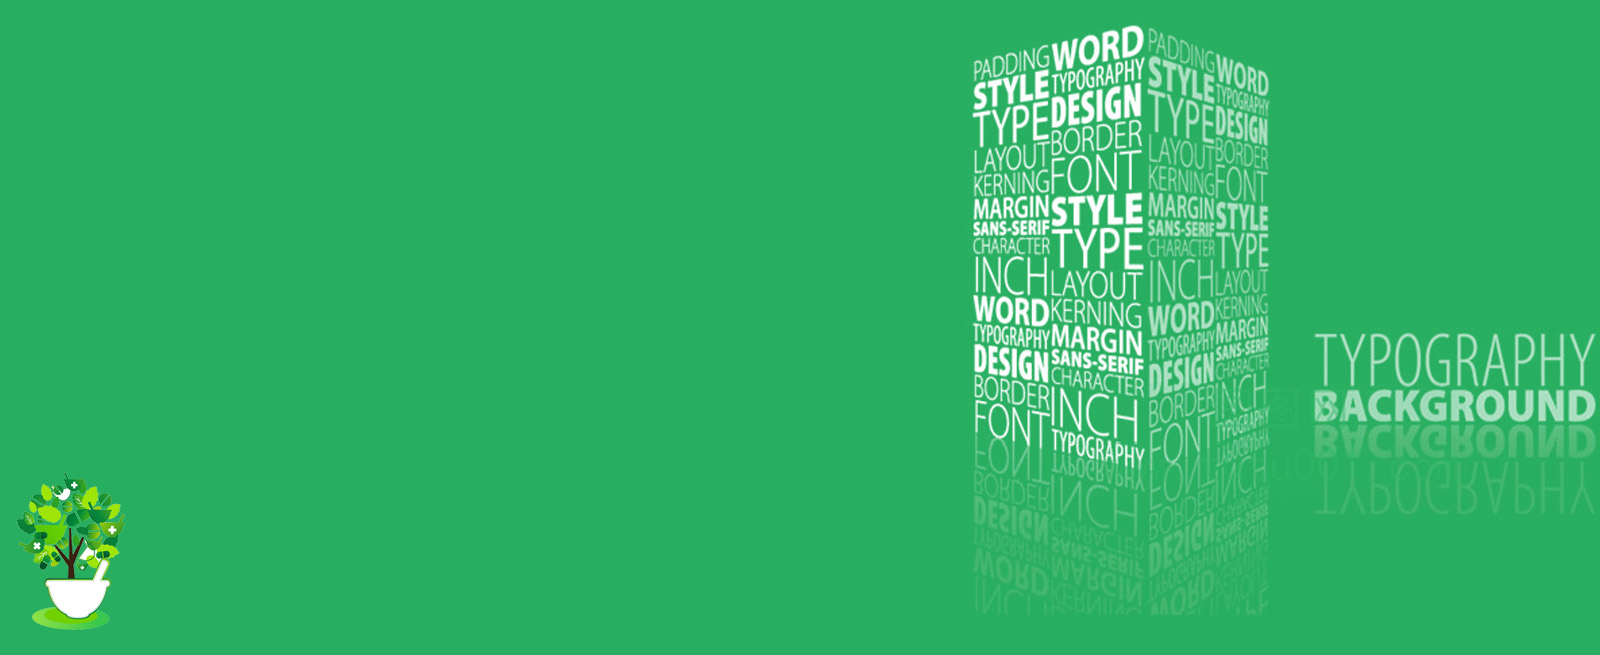 PADDING
STYLE
TYPE
LAYOUT
KERNING
MARGIN
SANS-SERIF
CHARACTER
INCH
WORD
TYPOGRAPHY
DESIGN
BORDER
FONT
WORD
TYPOGRAPHY
DESIGN
BORDER
FONT
STYLE
TYPE
LAYOUT
KERNING
MARGIN
SANS-SERIF
CHARACTER
INCH
TYPOGRAPHY
PADDING
STYLE
TYPE
LAYOUT
KERNING
MARGIN
SANS-SERIF
CHARACTER
INCH
WORD
TYPOGRAPHY
DESIGN
BORDER
FONT
WORD
TYPOGRAPHY
DESIGN
BORDER
FONT
STYLE
TYPE
LAYOUT
KERNING
MARGIN
SANS-SERIF
CHARACTER
INCH
TYPOGRAPHY
TYPOGRAPHY
BACKGROUND